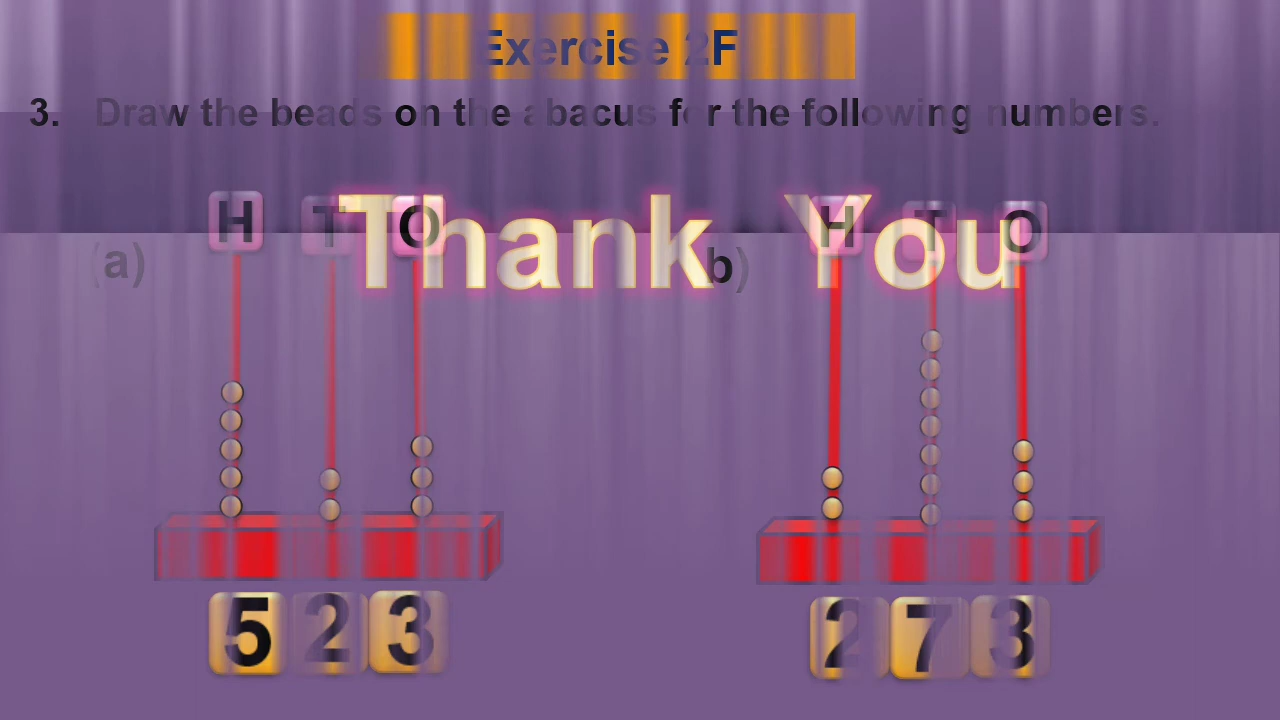 Exercise 2F
3. Draw the beads on the abacus for the following numbers.
H T O H T O
Thank You
(a) b)
5 2 3 2 7 3